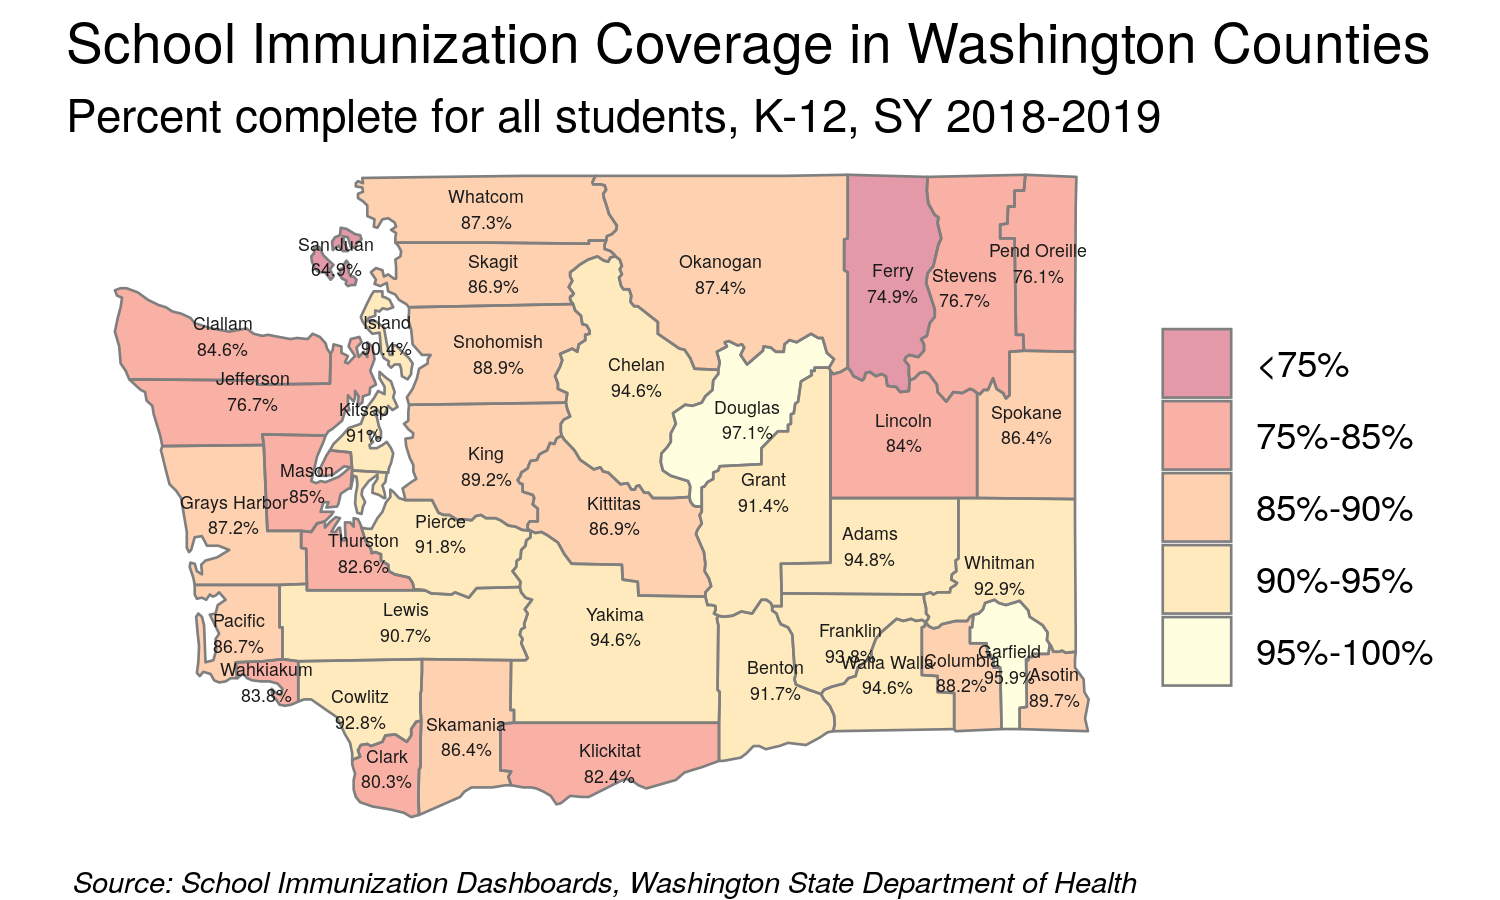 School Immunization Coverage in Washington Counties
Percent complete for all students, K-12, SY 2018-2019
Whatcom
87.3%
San Juan
64.9%
Skagit
86.9%
Okanogan
87.4%
Ferry
74.9%
Stevens
76.7%
Pend Oreille
76.1%
Clallam
84.6%
Island
90.4%
Snohomish
88.9%
Chelan
94.6%
Jefferson
76.7%
Kitsap
91%
Douglas
97.1%
Lincoln
84%
Spokane
86.4%
King
89.2%
Mason
85%
Grant
91.4%
Grays Harbor
87.2%
Kittitas
86.9%
Pierce
91.8%
Adams
94.8%
Thurston
82.6%
Whitman
92.9%
Lewis
90.7%
Yakima
94.6%
Pacific
86.7%
Franklin
93.8%
Walla Walla
94.6%
Columbia
88.2%
Garfield
95.9%
Asotin
89.7%
Benton
91.7%
Wahkiakum
83.8%
Cowlitz
92.8%
Skamania
86.4%
Klickitat
82.4%
Clark
80.3%
<75%
75%-85%
85%-90%
90%-95%
95%-100%
Source: School Immunization Dashboards, Washington State Department of Health